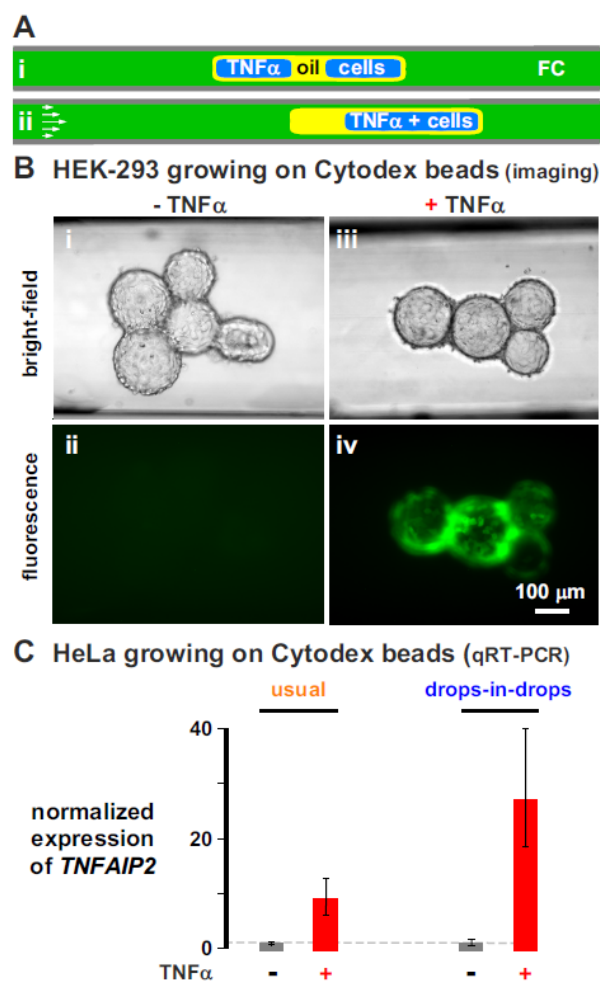 A
i TNFα oil cells FC
ii TNFα + cells
B HEK-293 growing on Cytodex beads (imaging)
- TNFα + TNFα
bright-field
i iii
fluorescence
ii iv
100 μm
C HeLa growing on Cytodex beads (qRT-PCR)
usual drops-in-drops
normalized
expression
of TNFAIP2
40
20
0
TNFα - + - +